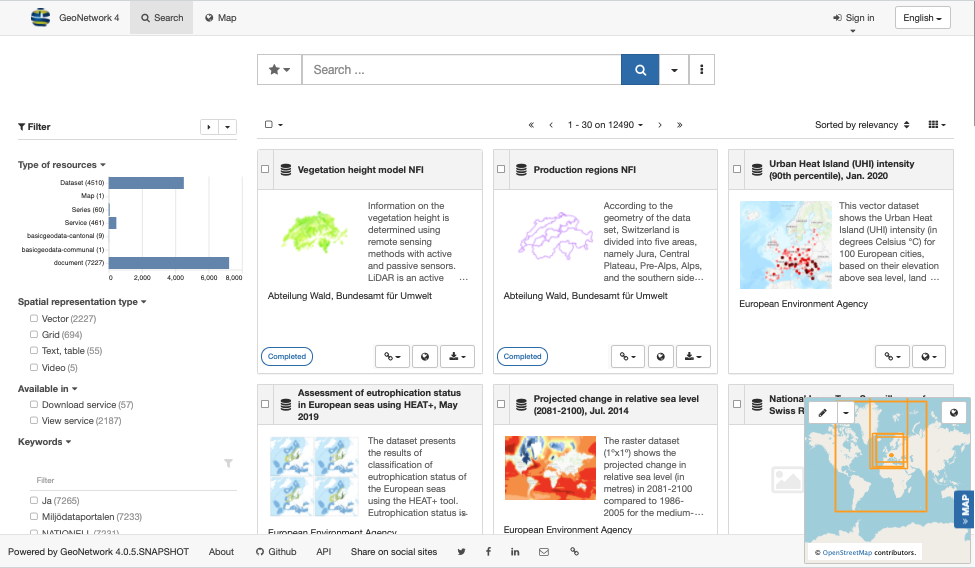 GeoNetwork 4
Search
Map
Sign in
English
Search ...
Filter
1 - 30 on 12490
Sorted by relevancy
Type of resources
Dataset (4510)
Map (1)
Series (60)
Service (461)
basicgeodata-cantonal (9)
basicgeodata-communal (1)
document (7227)
0 2,000 4,000 6,000 8,000
Spatial representation type
Vector (2227)
Grid (694)
Text, table (55)
Video (5)
Available in
Download service (57)
View service (2187)
Keywords
Filter
Ja (7265)
Miljödataportalen (7233)
NATIONELL (7231)
Vegetation height model NFI
Information on the
vegetation height is
determined using
remote sensing
methods with active
and passive sensors.
LiDAR is an active ...
Abteilung Wald, Bundesamt für Umwelt
Completed
Production regions NFI
According to the
geometry of the data
set, Switzerland is
divided into five areas,
namely Jura, Central
Plateau, Pre-Alps, Alps,
and the southern side...
Abteilung Wald, Bundesamt für Umwelt
Completed
Urban Heat Island (UHI) intensity
(90th percentile), Jan. 2020
This vector dataset
shows the Urban Heat
Island (UHI) intensity (in
degrees Celsius °C) for
100 European cities,
based on their elevation
above sea level, land ...
European Environment Agency
Assessment of eutrophication status
in European seas using HEAT+, May
2019
The dataset presents
the results of
classification of
eutrophication status of
the European seas
using the HEAT+ tool.
Eutrophication status is
European Environment Agency
Projected change in relative sea level
(2081-2100), Jul. 2014
The raster dataset
(1ºx1º) shows the
projected change in
relative sea level (in
metres) in 2081-2100
compared to 1986-
2005 for the medium-...
European Environment Agency
Swiss
MAP
© OpenStreetMap contributors.
Powered by GeoNetwork 4.0.5.SNAPSHOT
About
Github
API
Share on social sites